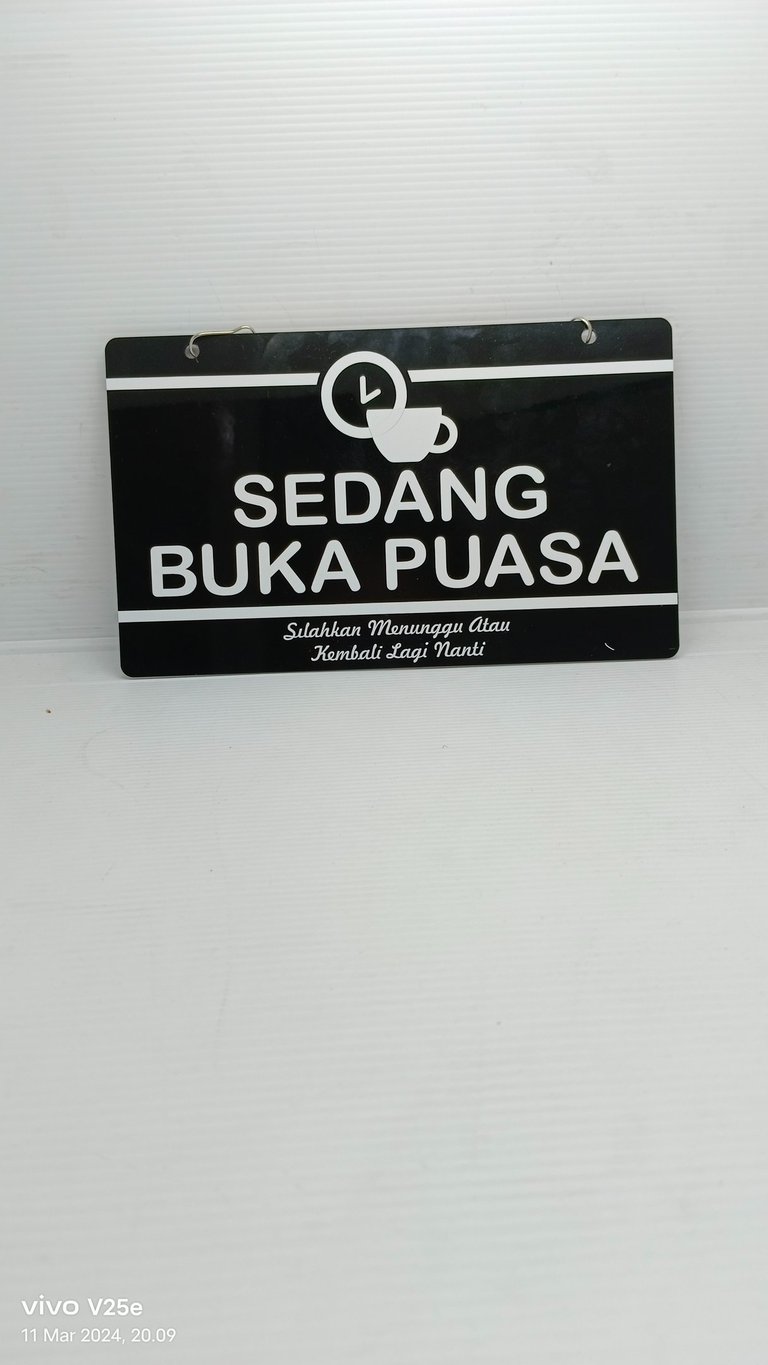 SEDANG
BUKA PUASA
Silahkan Menunggu Atau
Kembali Lagi Nanti
vivo V25e
11 Mar 2024, 20.09